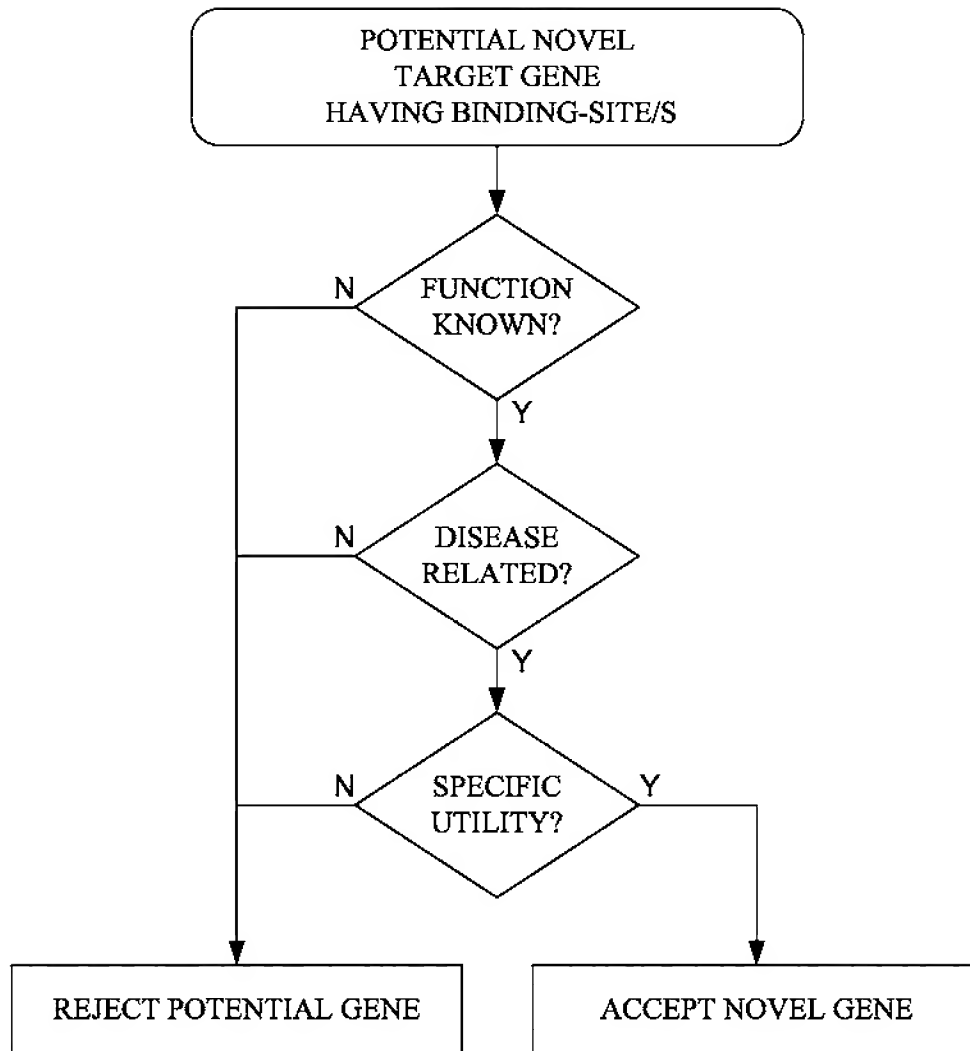 POTENTIAL NOVEL
TARGET GENE
HAVING BINDING-SITE/S
N
FUNCTION
KNOWN?
Y
N
DISEASE
RELATED?
Y
N
SPECIFIC
UTILITY?
Y
REJECT POTENTIAL GENE
ACCEPT NOVEL GENE